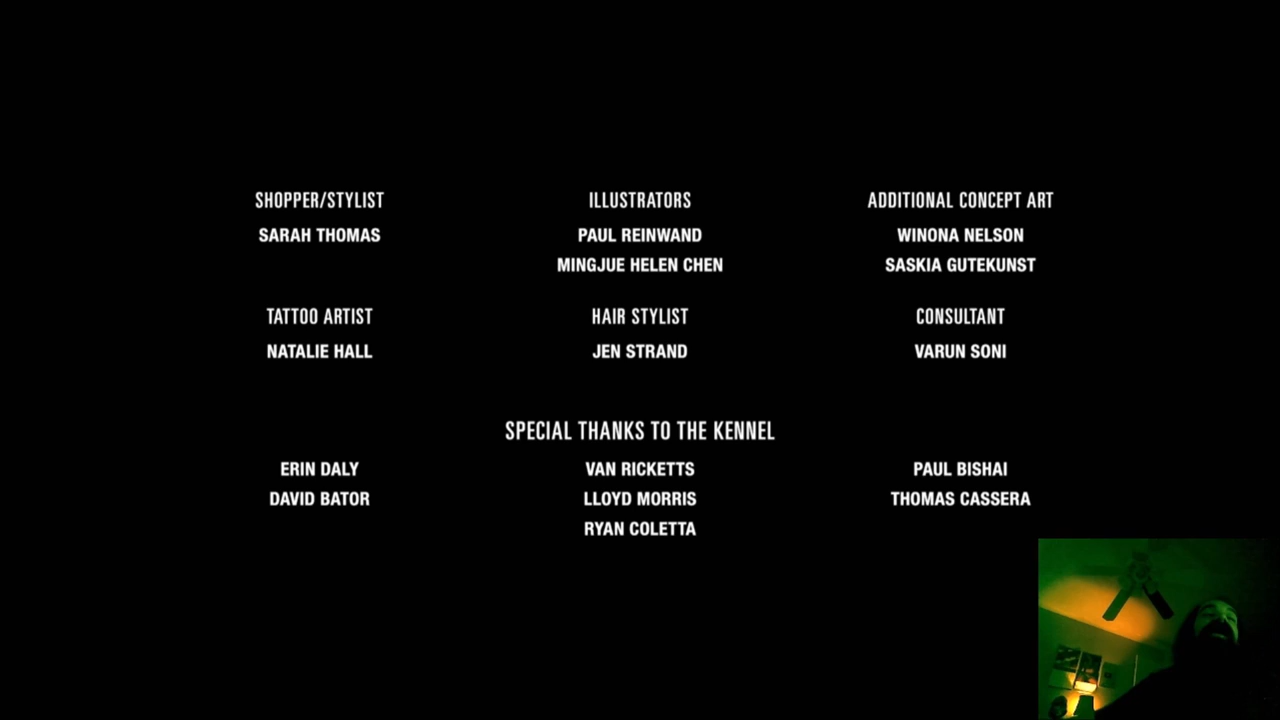 SHOPPER/STYLIST
SARAH THOMAS
ILLUSTRATORS
PAUL REINWAND
MINGJUE HELEN CHEN
ADDITIONAL CONCEPT ART
WINONA NELSON
SASKIA GUTEKUNST
TATTOO ARTIST
NATALIE HALL
HAIR STYLIST
JEN STRAND
CONSULTANT
VARUN SONI
SPECIAL THANKS TO THE KENNEL
ERIN DALY
DAVID BATOR
VAN RICKETTS
LLOYD MORRIS
RYAN COLETTA
PAUL BISHAI
THOMAS CASSERA